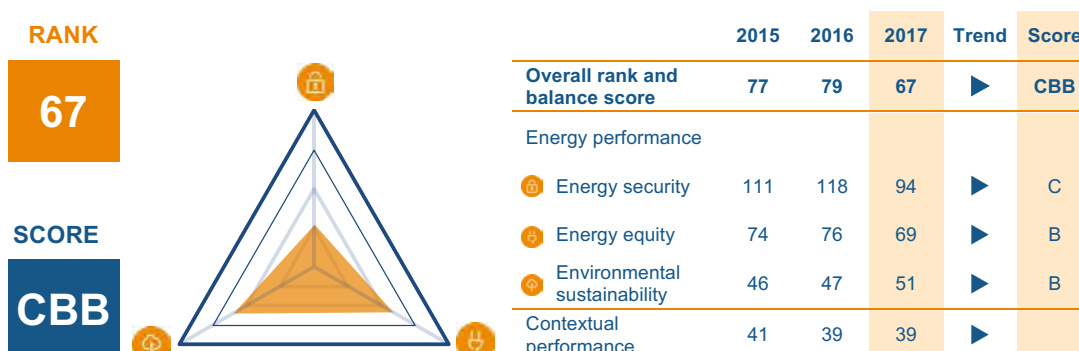 RANK
67
SCORE
CBB
2015 2016 2017 Trend Score
Overall rank and
balance score 77 79 67 CBB
Energy performance
Energy security 111 118 94 C
Energy equity 74 76 69 B
Environmental
sustainability 46 47 51 B
Contextual
performance 41 39 39